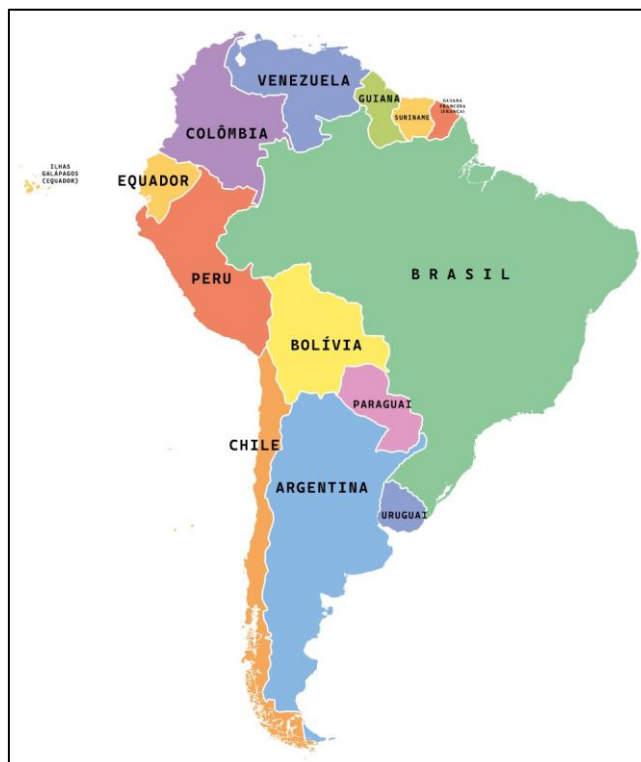 VENEZUELA
GUIANA
GUIANA
FRANCESA
(FRANÇA)
SURINAME
COLÔMBIA
ILHAS
GALÁPAGOS
(EQUADOR)
EQUADOR
PERU
BRASIL
BOLÍVIA
PARAGUAI
CHILE
ARGENTINA
URUGUAI